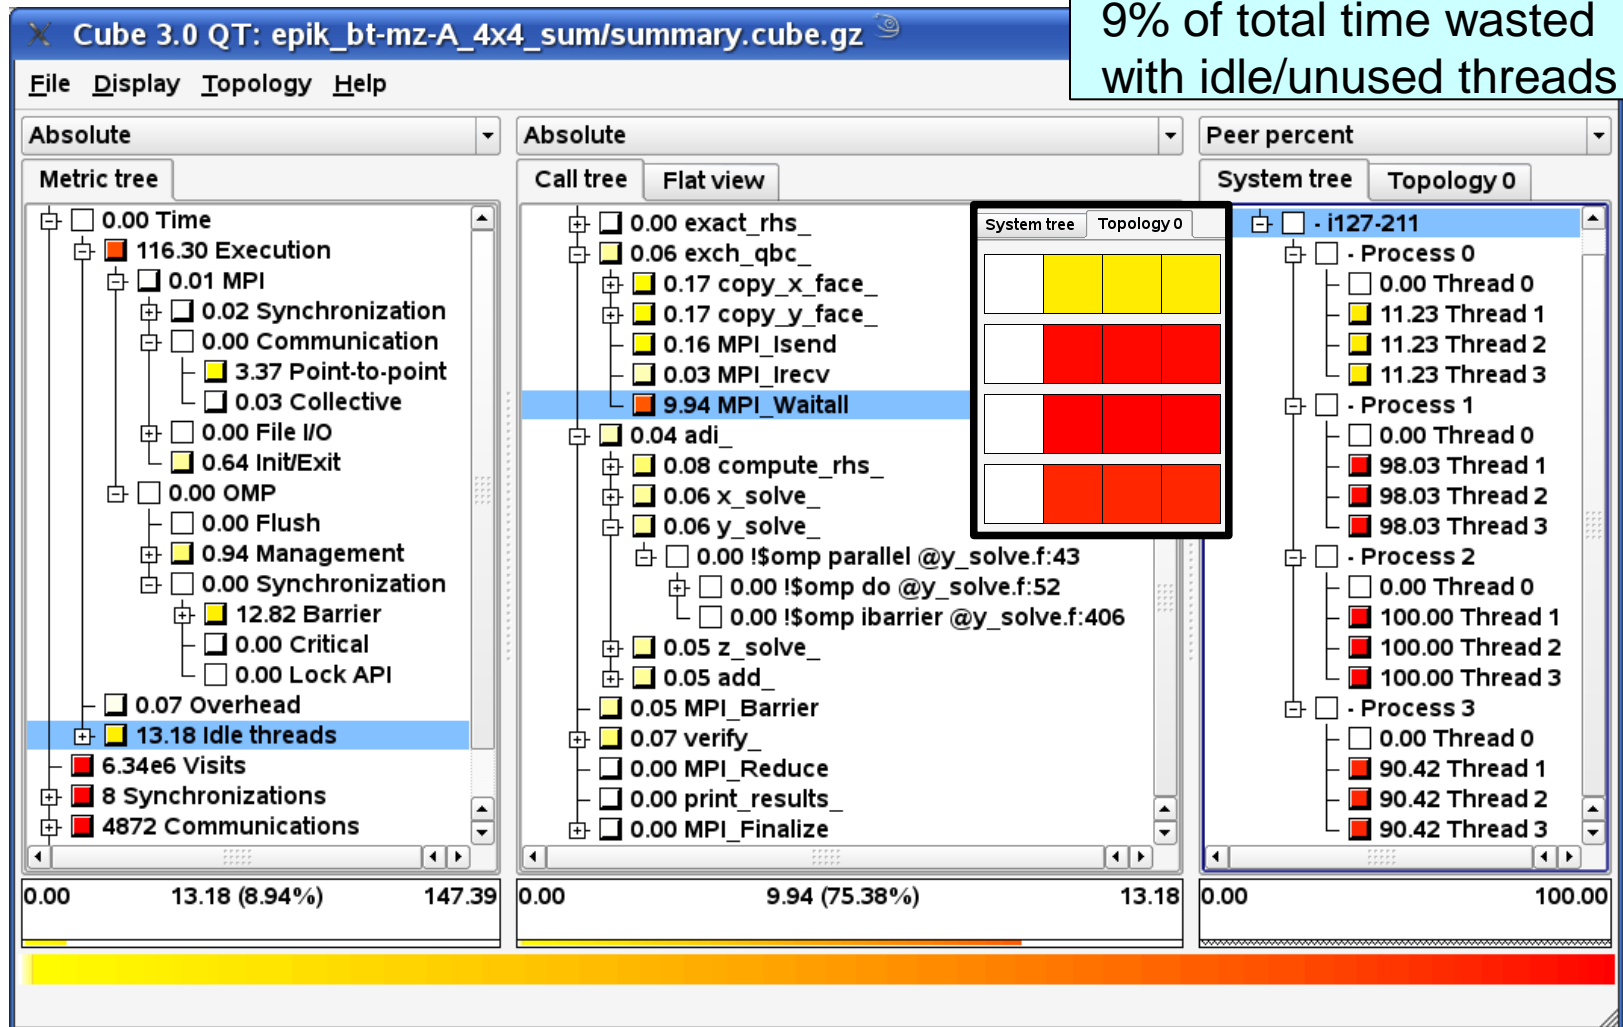 Cube 3.0 QT: epik_bt-mz-A_4x4_sum/summary.cube.gz
9% of total time wasted
with idle/unused threads
File Display Topology Help
Absolute
Metric tree
0.00 Time
116.30 Execution
0.01 MPI
0.02 Synchronization
0.00 Communication
3.37 Point-to-point
0.03 Collective
0.00 File I/O
0.64 Init/Exit
0.00 OMP
0.00 Flush
0.94 Management
0.00 Synchronization
12.82 Barrier
0.00 Critical
0.00 Lock API
0.07 Overhead
13.18 Idle threads
6.34e6 Visits
8 Synchronizations
4872 Communications
0.00 13.18 (8.94%) 147.39
Absolute
Call tree Flat view
0.00 exact_rhs_
0.06 exch_qbc_
0.17 copy_x_face_
0.17 copy_y_face_
0.16 MPI_Isend
0.03 MPI_Irecv
9.94 MPI_Waitall
0.04 adi_
0.08 compute_rhs_
0.06 x_solve_
0.06 y_solve_
0.00 !$omp parallel @y_solve.f:43
0.00 !$omp do @y_solve.f:52
0.00 !$omp ibarrier @y_solve.f:406
0.05 z_solve_
0.05 add_
0.05 MPI_Barrier
0.07 verify_
0.00 MPI_Reduce
0.00 print_results_
0.00 MPI_Finalize
0.00 9.94 (75.38%) 13.18
System tree Topology 0
Peer percent
System tree Topology 0
- i127-211
- Process 0
0.00 Thread 0
11.23 Thread 1
11.23 Thread 2
11.23 Thread 3
- Process 1
0.00 Thread 0
98.03 Thread 1
98.03 Thread 2
98.03 Thread 3
- Process 2
0.00 Thread 0
100.00 Thread 1
100.00 Thread 2
100.00 Thread 3
- Process 3
0.00 Thread 0
90.42 Thread 1
90.42 Thread 2
90.42 Thread 3
0.00 100.00